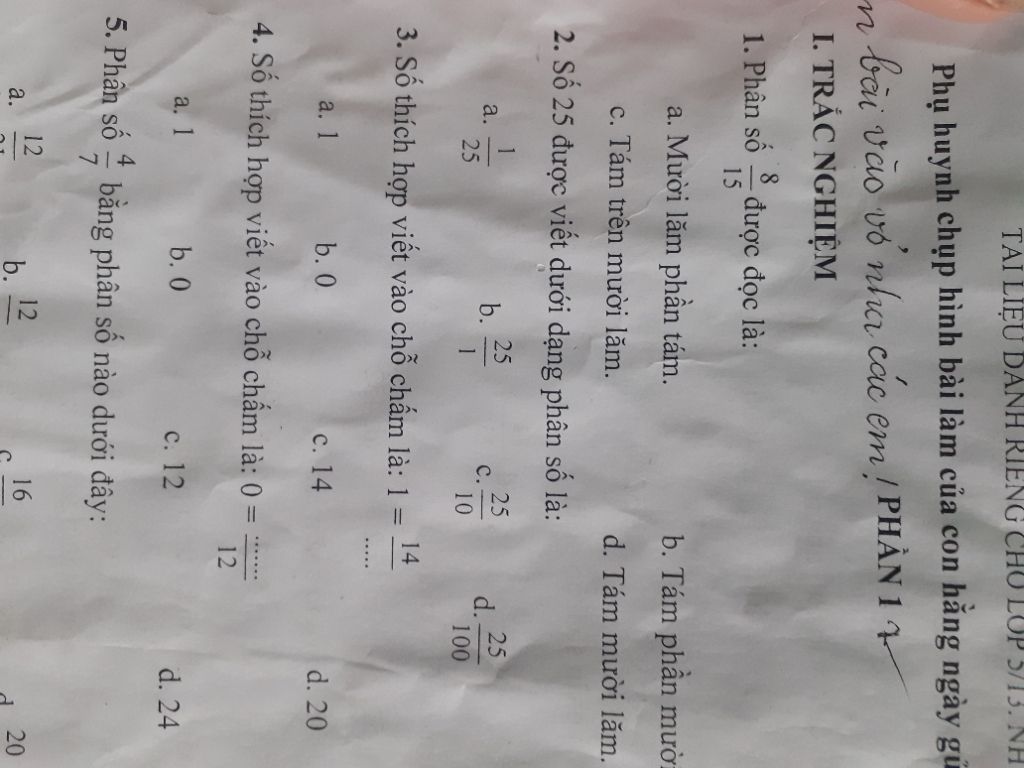 TÀI LIỆU DÀNH RIÊNG CHO LỚP 5/13. NH
Phụ huynh chụp hình bài làm của con hằng ngày gử
bài vào vở nha các em! / PHẦN 1
I. TRẮC NGHIỆM
1. Phân số 8/15 được đọc là:
a. Mười lăm phần tám. b. Tám phần mười
c. Tám trên mười lăm. d. Tám mười lăm.
2. Số 25 được viết dưới dạng phân số là:
a. 1/25 b. 25/1 c. 25/10 d. 25/100
3. Số thích hợp viết vào chỗ chấm là: 1 = 14/.....
a. 1 b. 0 c. 14 d. 20
4. Số thích hợp viết vào chỗ chấm là: 0 = ....../12
a. 1 b. 0 c. 12 d. 24
5. Phân số 4/7 bằng phân số nào dưới đây:
a. 12 b. 12 c. 16 d 20